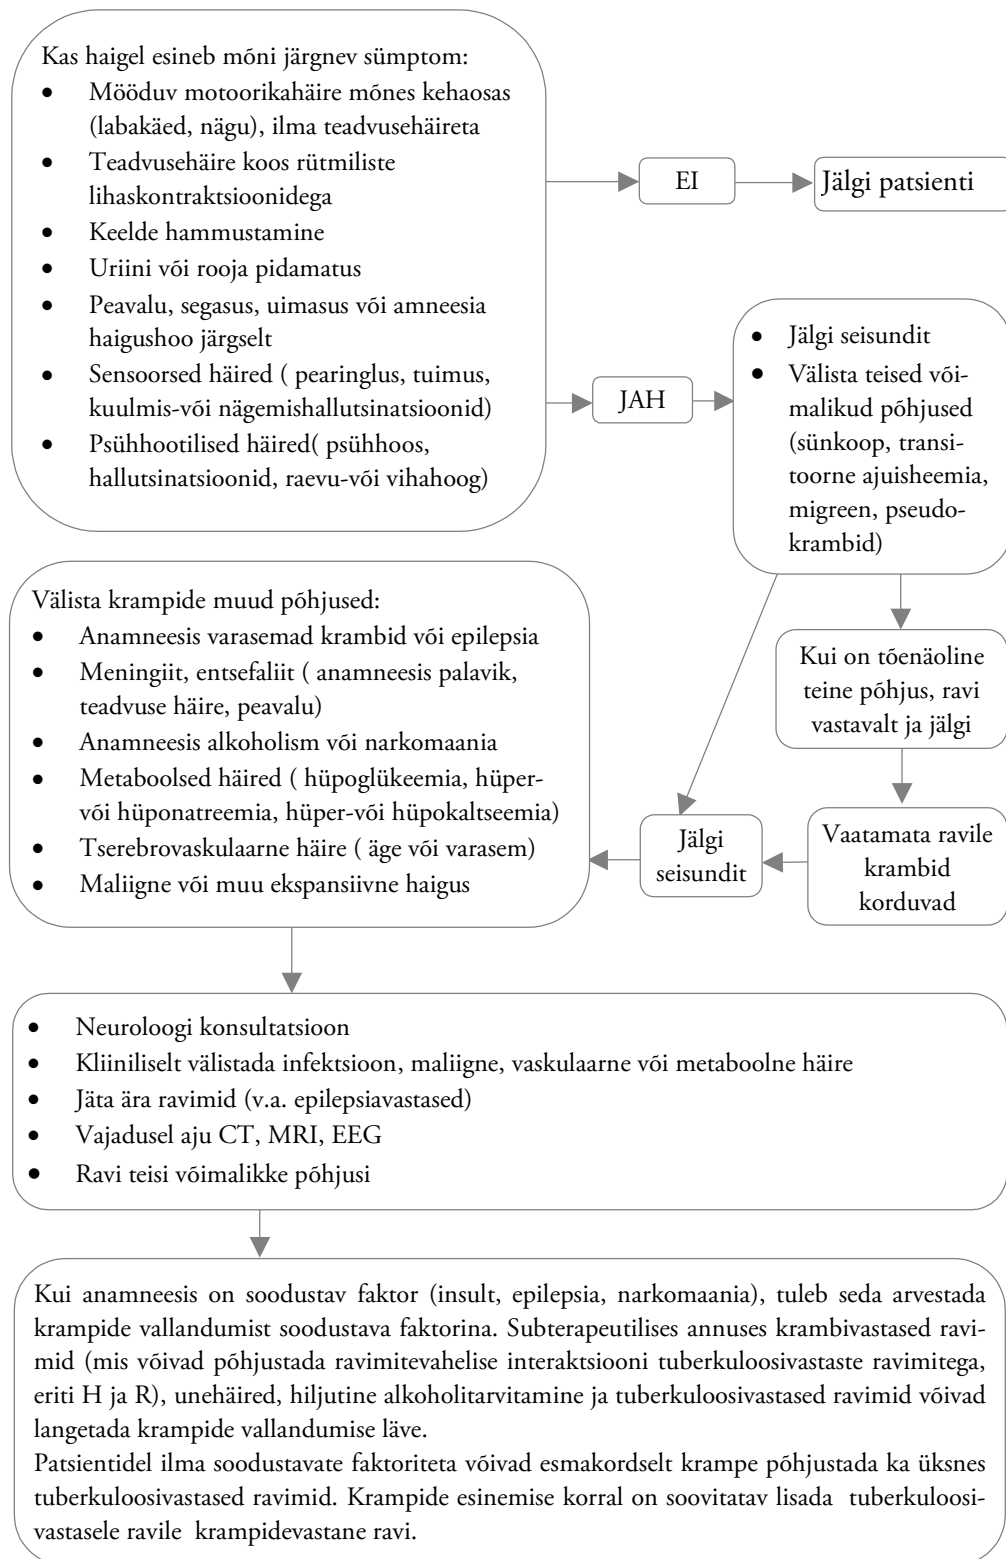 Kas haigel esineb mõni järgnev sümptom:
• Mööduv motoorikahäire mõnes kehaosas
(labakäed, nägu), ilma teadvusehäireta
• Teadvusehäire koos rütmiliste
lihaskontraktsioonidega
• Keelde hammustamine
• Uriini või rooja pidamatus
• Peavalu, segasus, uimasus või amneesia
haigushoo järgselt
• Sensoorsed häired ( pearinglus, tuimus,
kuulmis-või nägemishallutsinatsioonid)
• Psühhootilised häired( psühhoos,
hallutsinatsioonid, raevu-või vihahoog)
EI
Jälgi patsienti
JAH
• Jälgi seisundit
• Välista teised või-
malikud põhjused
(sünkoop, transi-
toorne ajuisheemia,
migreen, pseudo-
krambid)
Kui on tõenäoline
teine põhjus, ravi
vastavalt ja jälgi
Vaatamata ravile
krambid
korduvad
Jälgi
seisundit
Välista krampide muud põhjused:
• Anamneesis varasemad krambid või epilepsia
• Meningiit, entsefaliit ( anamneesis palavik,
teadvuse häire, peavalu)
• Anamneesis alkoholism või narkomaania
• Metaboolsed häired ( hüpoglükeemia, hüper-
või hüponatreemia, hüper-või hüpokaltseemia)
• Tserebrovaskulaarne häire ( äge või varasem)
• Maliigne või muu ekspansiivne haigus
• Neuroloogi konsultatsioon
• Kliiniliselt välistada infektsioon, maliigne, vaskulaarne või metaboolne häire
• Jäta ära ravimid (v.a. epilepsiavastased)
• Vajadusel aju CT, MRI, EEG
• Ravi teisi võimalikke põhjusi
Kui anamneesis on soodustav faktor (insult, epilepsia, narkomaania), tuleb seda arvestada
krampide vallandumist soodustava faktorina. Subterapeutilises annuses krambivastased ravi-
mid (mis võivad põhjustada ravimitevahelise interaktsiooni tuberkuloosivastaste ravimitega,
eriti H ja R), unehäired, hiljutine alkoholitarvitamine ja tuberkuloosivastased ravimid võivad
langetada krampide vallandumise läve.
Patsientidel ilma soodustavate faktoriteta võivad esmakordselt krampe põhjustada ka üksnes
tuberkuloosivastased ravimid. Krampide esinemise korral on soovitatav lisada tuberkuloosi-
vastasele ravile krampidevastane ravi.